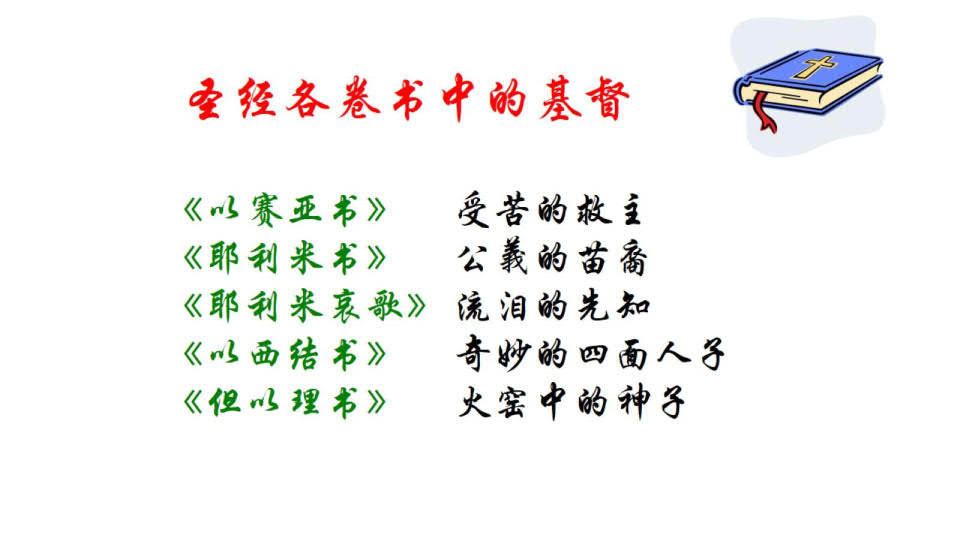 圣经各卷书中的基督
《以赛亚书》 受苦的救主
《耶利米书》 公義的苗裔
《耶利米哀歌》 流泪的先知
《以西结书》 奇妙的四面人子
《但以理书》 火窑中的神子